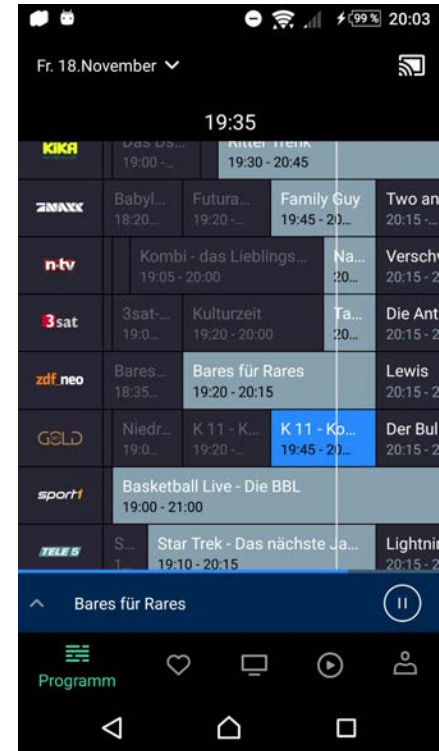 99% 20:03
Fr. 18.November
19:35
KiKA Das Ds... Ritter Trenk
19:00 -... 19:30 - 20:45
MAXX Babyl... Futura... Family Guy Two an
18:20... 19:20 -... 19:45 - 20... 20:15 -...
n-tv Kombi - das Lieblings... Na... Versch
19:05 - 20:00 20... 20:15 - 2
3sat 3sat-... Kulturzeit Ta... Die Ant
19:0... 19:20 - 20:00 20... 20:15 - 2
zdf_neo Bares... Bares für Rares Lewis
18:35... 19:20 - 20:15 20:15 - 2
GOLD Niedr... K 11 - K... K 11 - Ko... Der Bul
19:0... 19:20 -... 19:45 - 20... 20:15 - 2
sport1 Basketball Live - Die BBL
19:00 - 21:00
TELE 5 S... Star Trek - Das nächste Ja... Lightni
1... 19:10 - 20:15 20:15 - 2
Bares für Rares
Programm